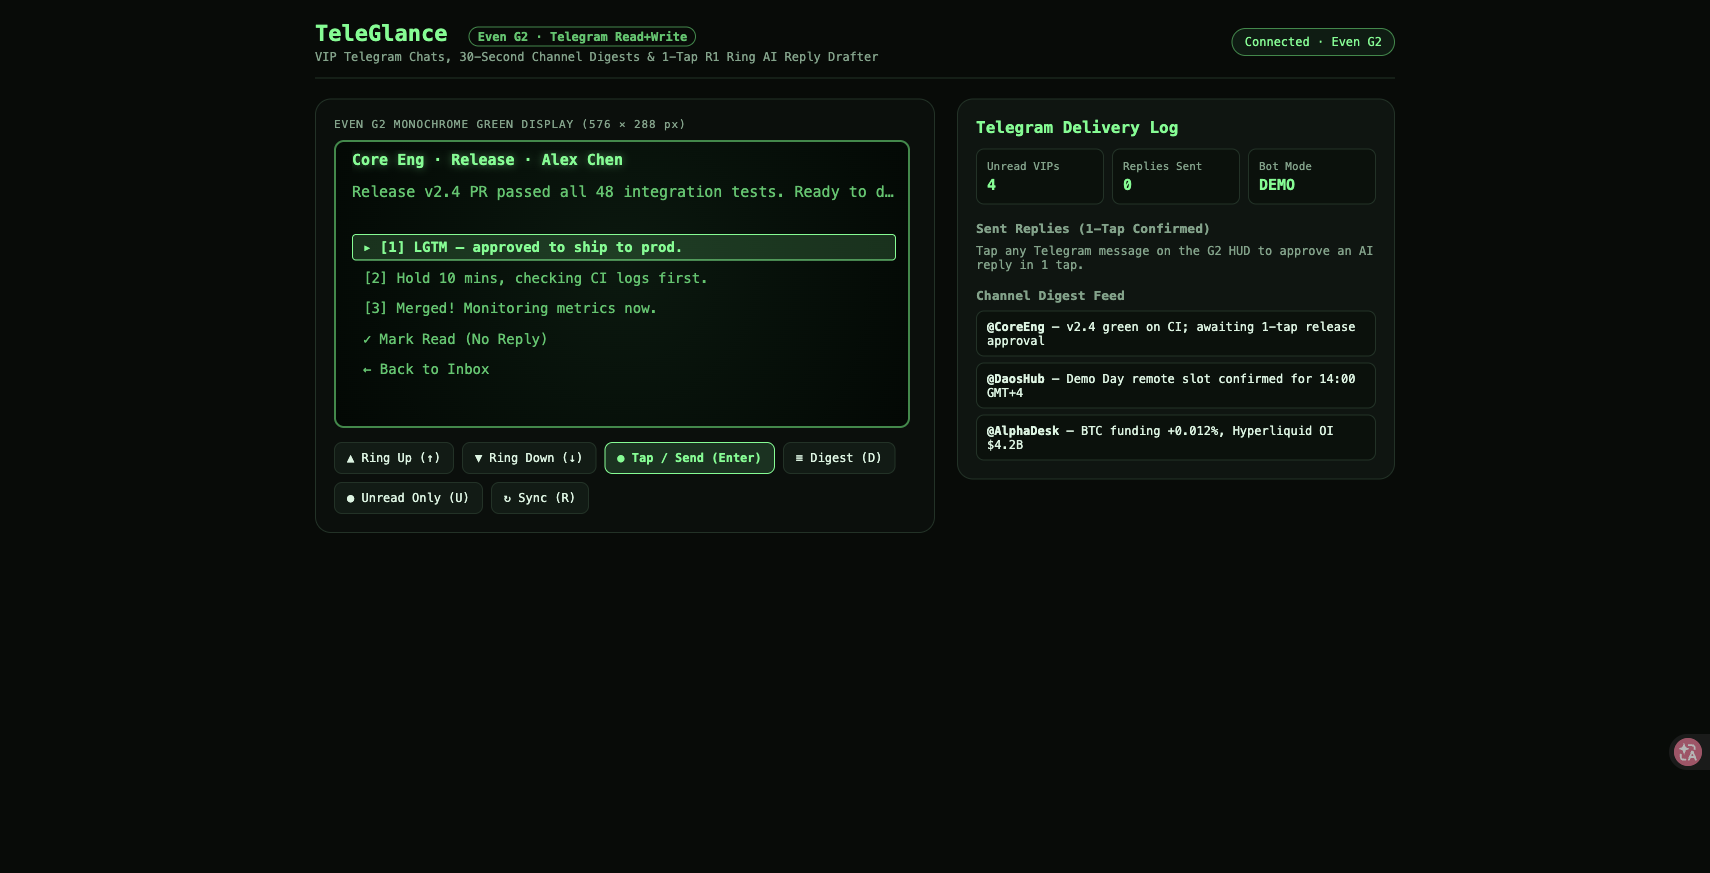 TeleGlance
Even G2 · Telegram Read+Write
VIP Telegram Chats, 30-Second Channel Digests & 1-Tap R1 Ring AI Reply Drafter
Connected · Even G2
EVEN G2 MONOCHROME GREEN DISPLAY (576 × 288 px)
Core Eng · Release · Alex Chen
Release v2.4 PR passed all 48 integration tests. Ready to d…
▸ [1] LGTM — approved to ship to prod.
[2] Hold 10 mins, checking CI logs first.
[3] Merged! Monitoring metrics now.
✓ Mark Read (No Reply)
← Back to Inbox
▲ Ring Up (↑)
▼ Ring Down (↓)
● Tap / Send (Enter)
≡ Digest (D)
● Unread Only (U)
↻ Sync (R)
Telegram Delivery Log
Unread VIPs
4
Replies Sent
0
Bot Mode
DEMO
Sent Replies (1-Tap Confirmed)
Tap any Telegram message on the G2 HUD to approve an AI
reply in 1 tap.
Channel Digest Feed
@CoreEng — v2.4 green on CI; awaiting 1-tap release
approval
@DaosHub — Demo Day remote slot confirmed for 14:00
GMT+4
@AlphaDesk — BTC funding +0.012%, Hyperliquid OI
$4.2B